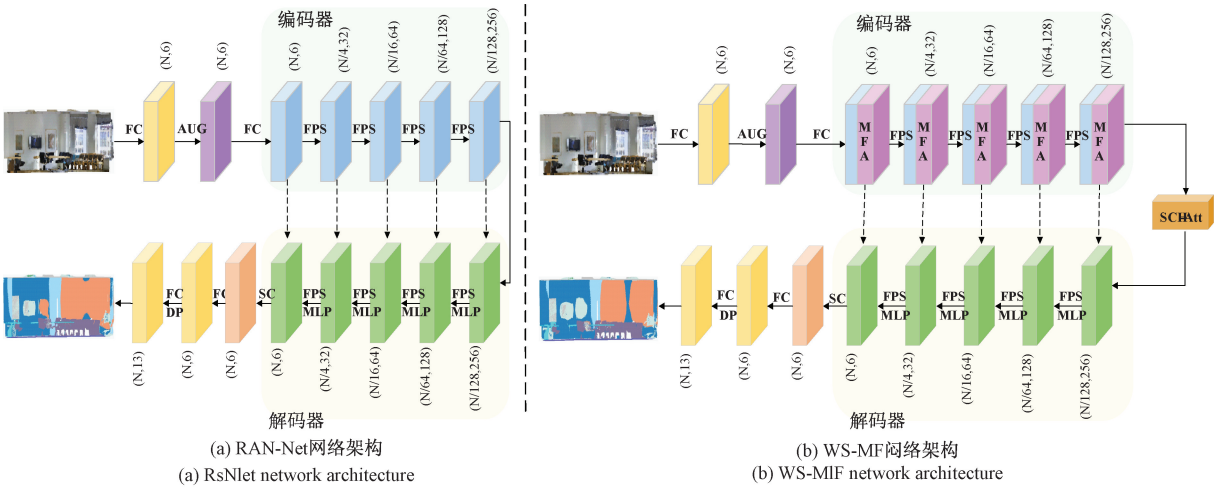 编码器
(N,6) (N,6) (N,6) (N/4,32) (N/16,64) (N/64,128) (N/128,256)
FC AUG FC FPS FPS FPS FPS
FC FC SC FPS FPS FPS FPS
DP MLP MLP MLP MLP
(N,13) (N,6) (N,6) (N,6) (N/4,32) (N/16,64) (N/64,128) (N/128,256)
解码器
(a) RAN-Net网络架构
(a) RsNlet network architecture
编码器
(N,6) (N,6) (N,6) (N/4,32) (N/16,64) (N/64,128) (N/128,256)
FC AUG FC MFA FPS MFA FPS MFA FPS MFA FPS MFA
SCHAtt
FC FC SC FPS FPS FPS FPS
DP MLP MLP MLP MLP
(N,13) (N,6) (N,6) (N,6) (N/4,32) (N/16,64) (N/64,128) (N/128,256)
解码器
(b) WS-MF闷络架构
(b) WS-MlF network architecture